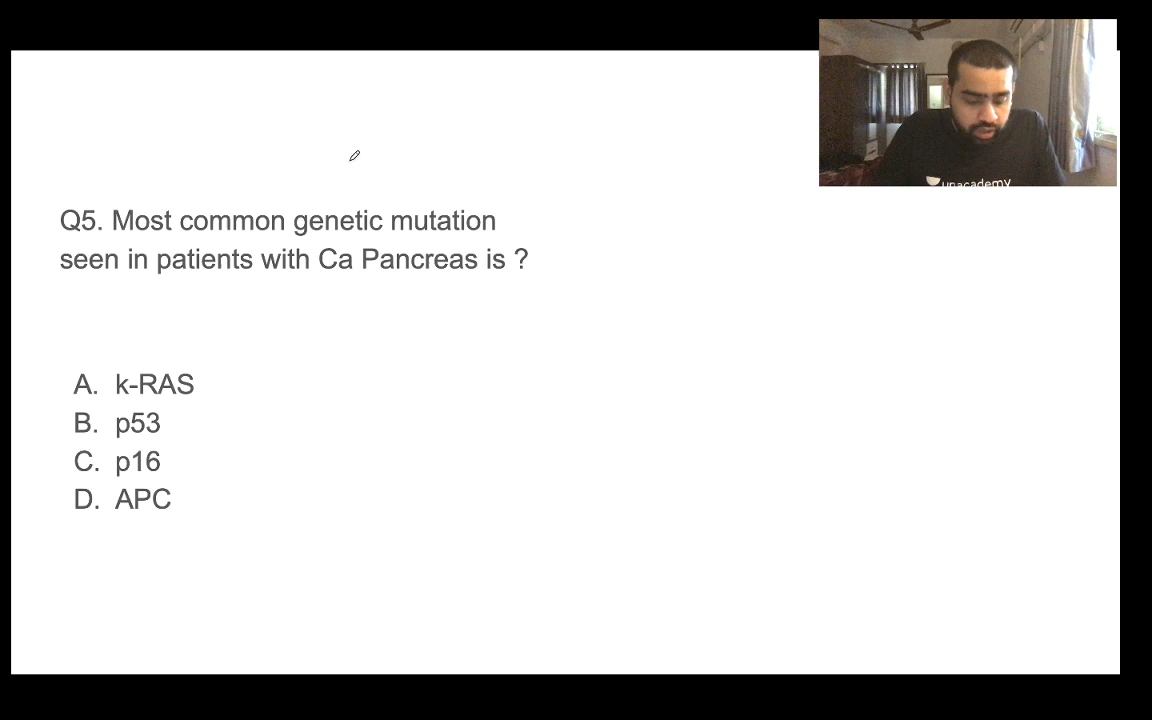 unacademy
Q5. Most common genetic mutation
seen in patients with Ca Pancreas is ?
A. k-RAS
B. p53
C. p16
D. APC